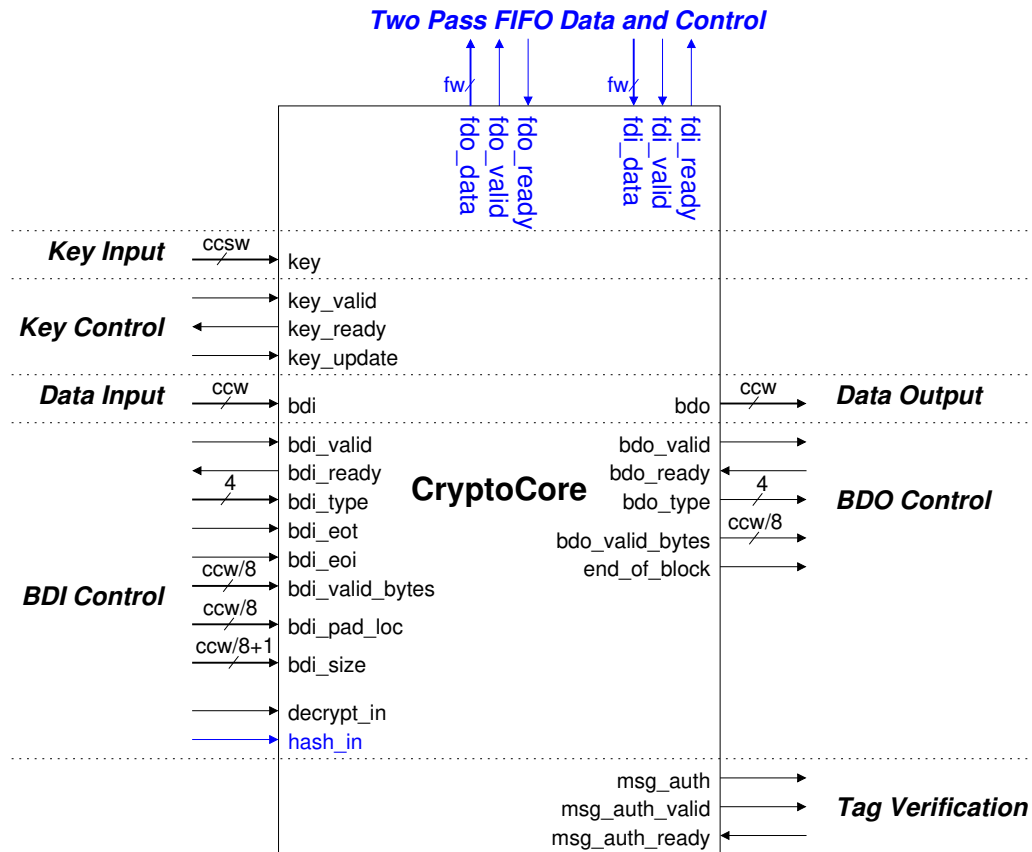 Two Pass FIFO Data and Control
fw
fw
fdo_data
fdo_valid
fdo_ready
fdi_data
fdi_valid
fdi_ready
Key Input
ccsw
key
Key Control
key_valid
key_ready
key_update
Data Input
ccw
bdi
bdo
ccw
Data Output
BDI Control
bdi_valid
bdi_ready
4
bdi_type
bdi_eot
bdi_eoi
ccw/8
bdi_valid_bytes
ccw/8
bdi_pad_loc
ccw/8+1
bdi_size
decrypt_in
hash_in
CryptoCore
bdo_valid
bdo_ready
bdo_type
4
bdo_valid_bytes
ccw/8
end_of_block
BDO Control
msg_auth
msg_auth_valid
msg_auth_ready
Tag Verification